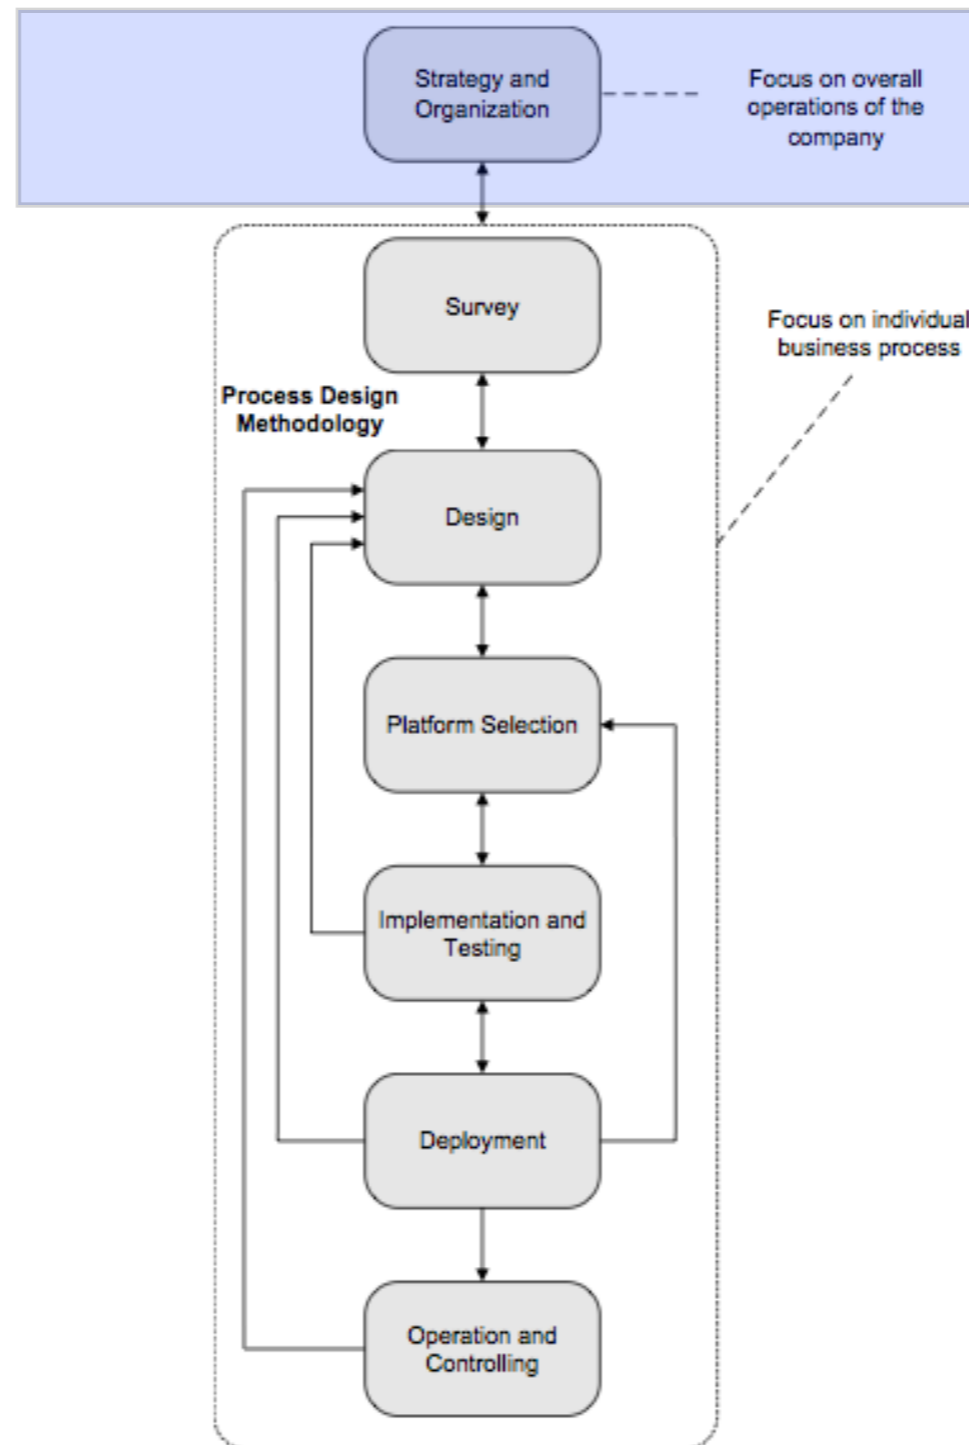 Strategy and
Organization
Focus on overall
operations of the
company
Survey
Focus on individual
business process
Process Design
Methodology
Design
Platform Selection
Implementation and
Testing
Deployment
Operation and
Controlling